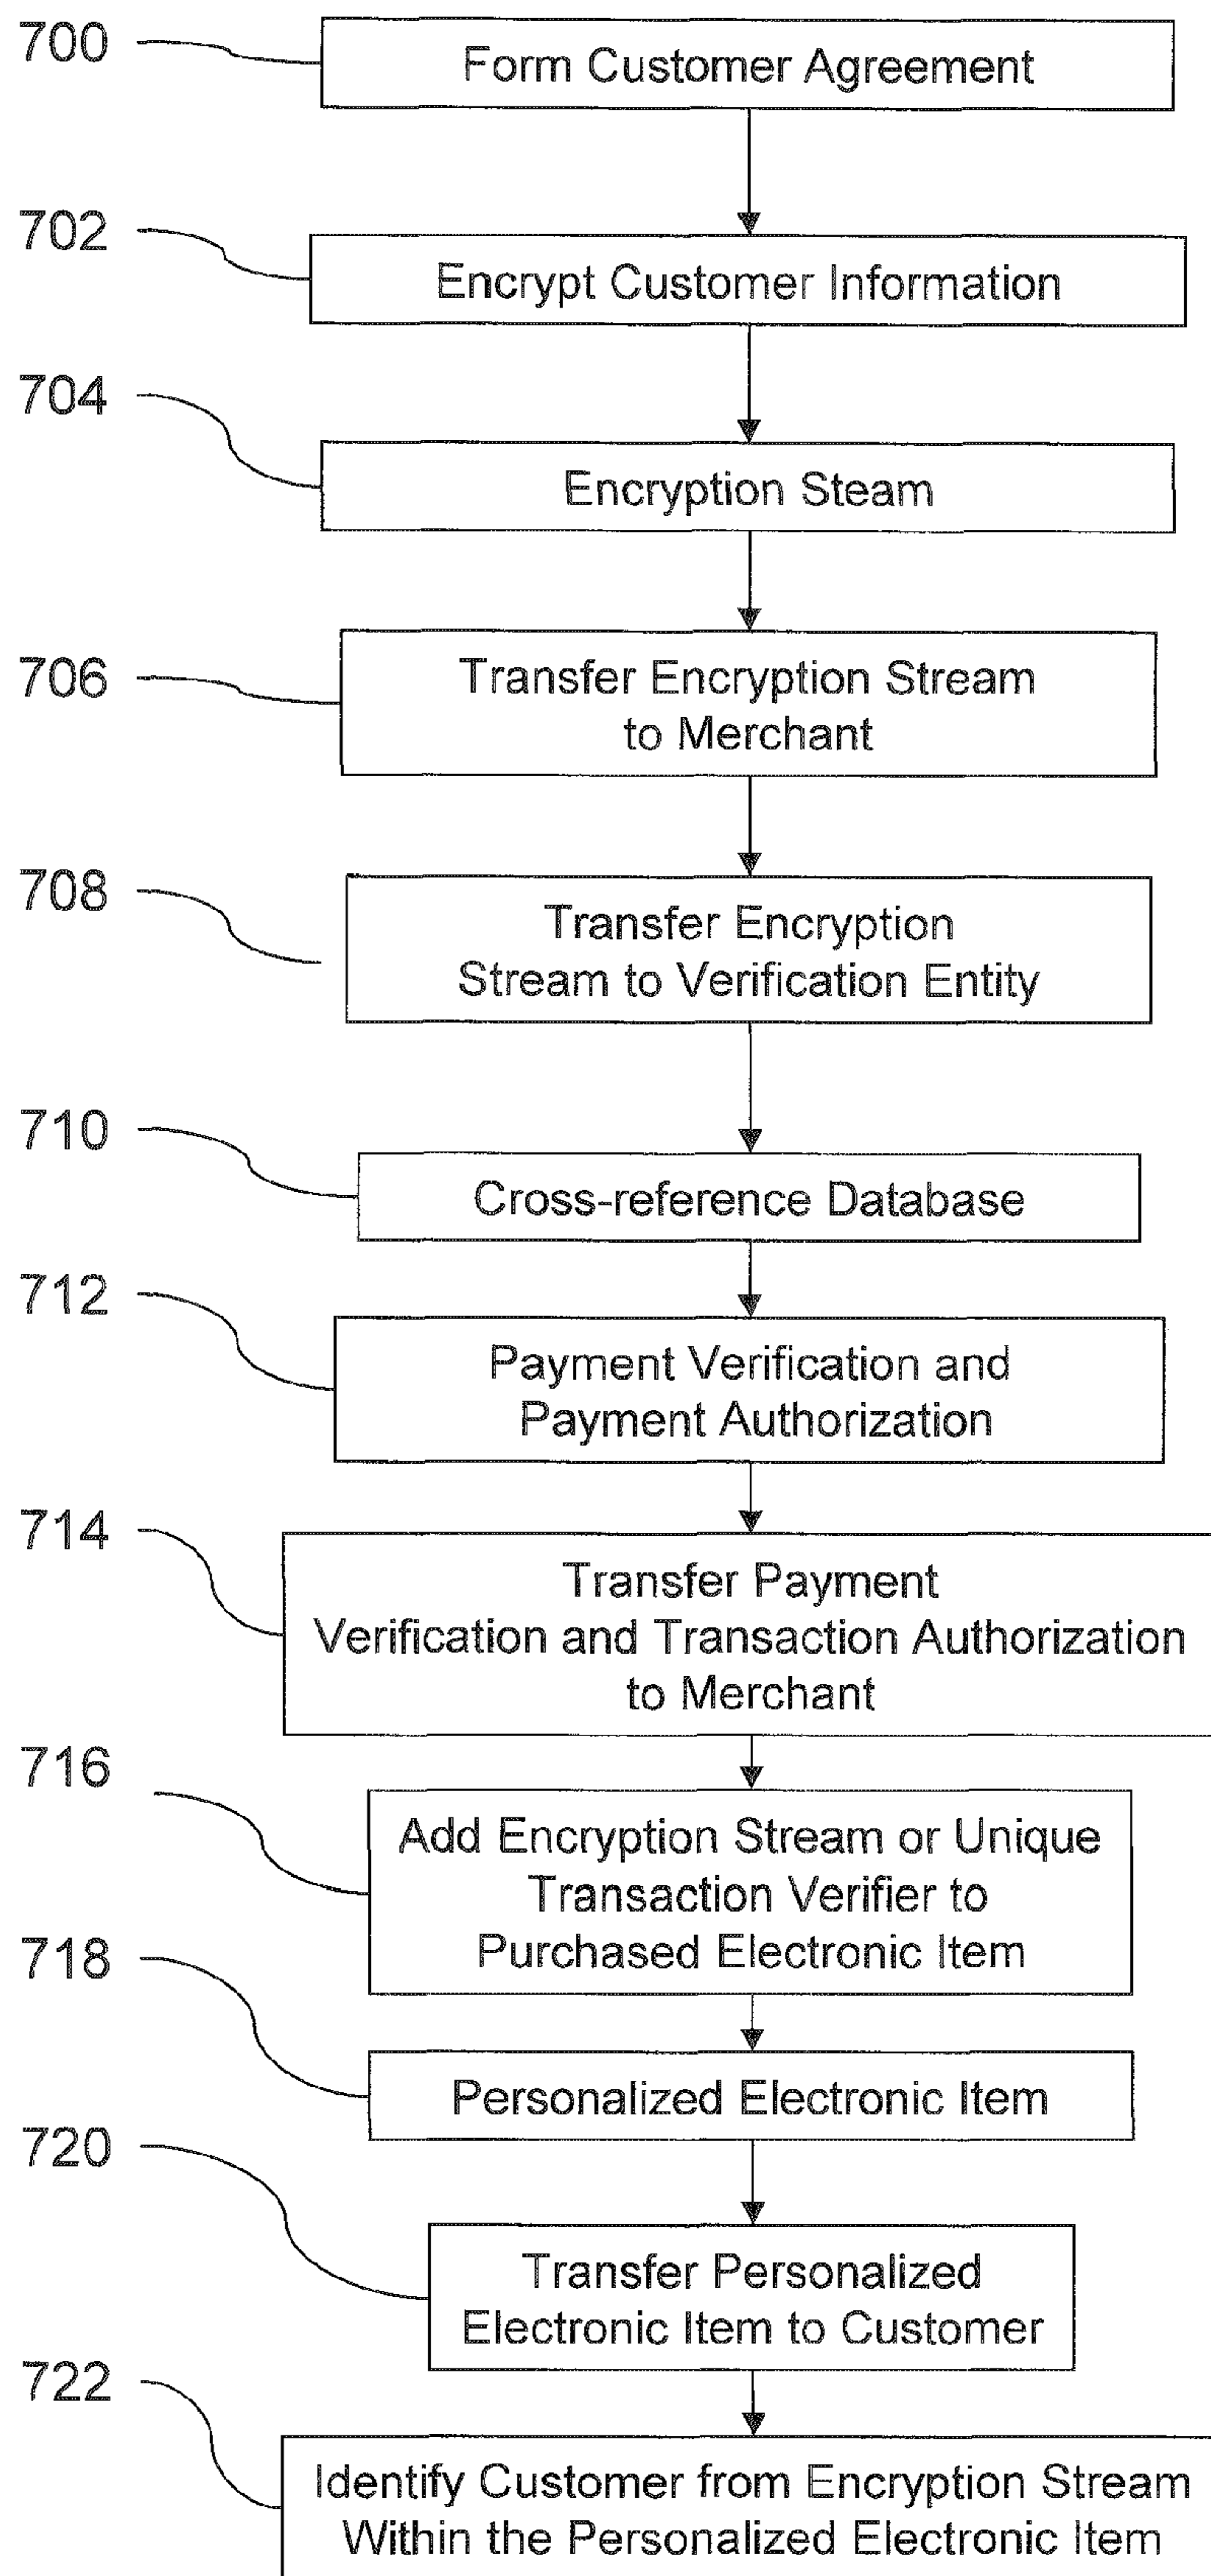 700
Form Customer Agreement
702
Encrypt Customer Information
704
Encryption Steam
706
Transfer Encryption Stream
to Merchant
708
Transfer Encryption
Stream to Verification Entity
710
Cross-reference Database
712
Payment Verification and
Payment Authorization
714
Transfer Payment
Verification and Transaction Authorization
to Merchant
716
Add Encryption Stream or Unique
Transaction Verifier to
Purchased Electronic Item
718
Personalized Electronic Item
720
Transfer Personalized
Electronic Item to Customer
722
Identify Customer from Encryption Stream
Within the Personalized Electronic Item